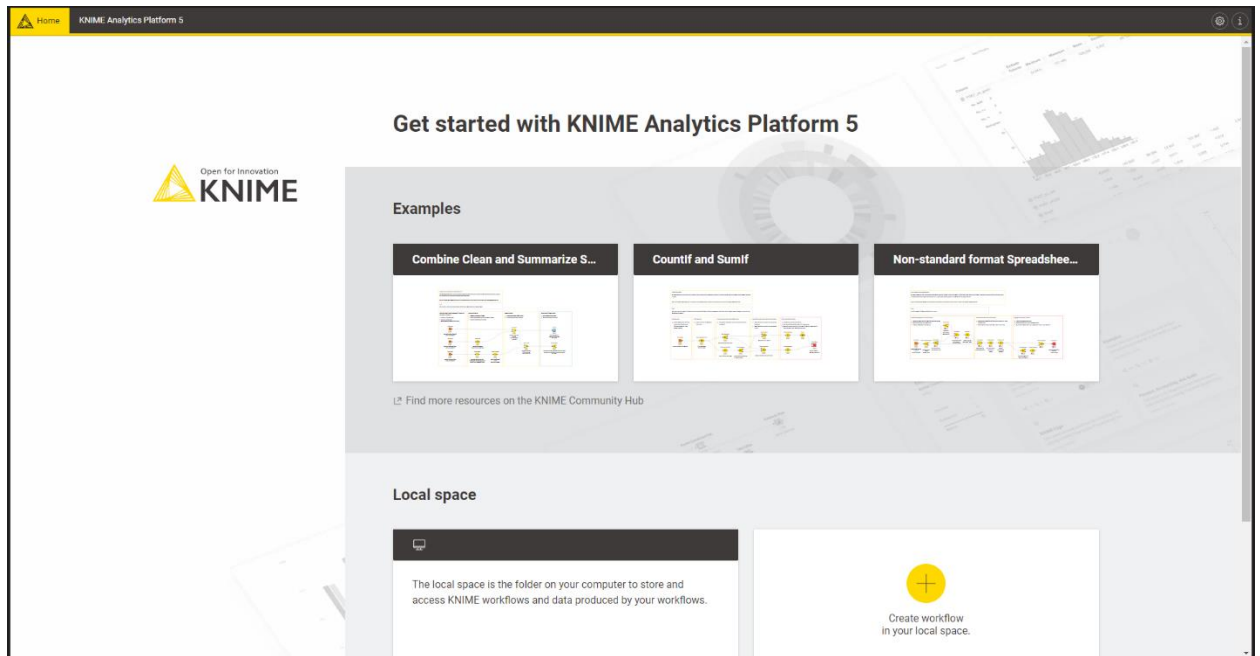 Home
KNIME Analytics Platform 5
Get started with KNIME Analytics Platform 5
Open for Innovation
KNIME
Examples
Combine Clean and Summarize S...
CountIf and SumIf
Non-standard format Spreadshee...
Find more resources on the KNIME Community Hub
Local space
The local space is the folder on your computer to store and
access KNIME workflows and data produced by your workflows.
Create workflow
in your local space.